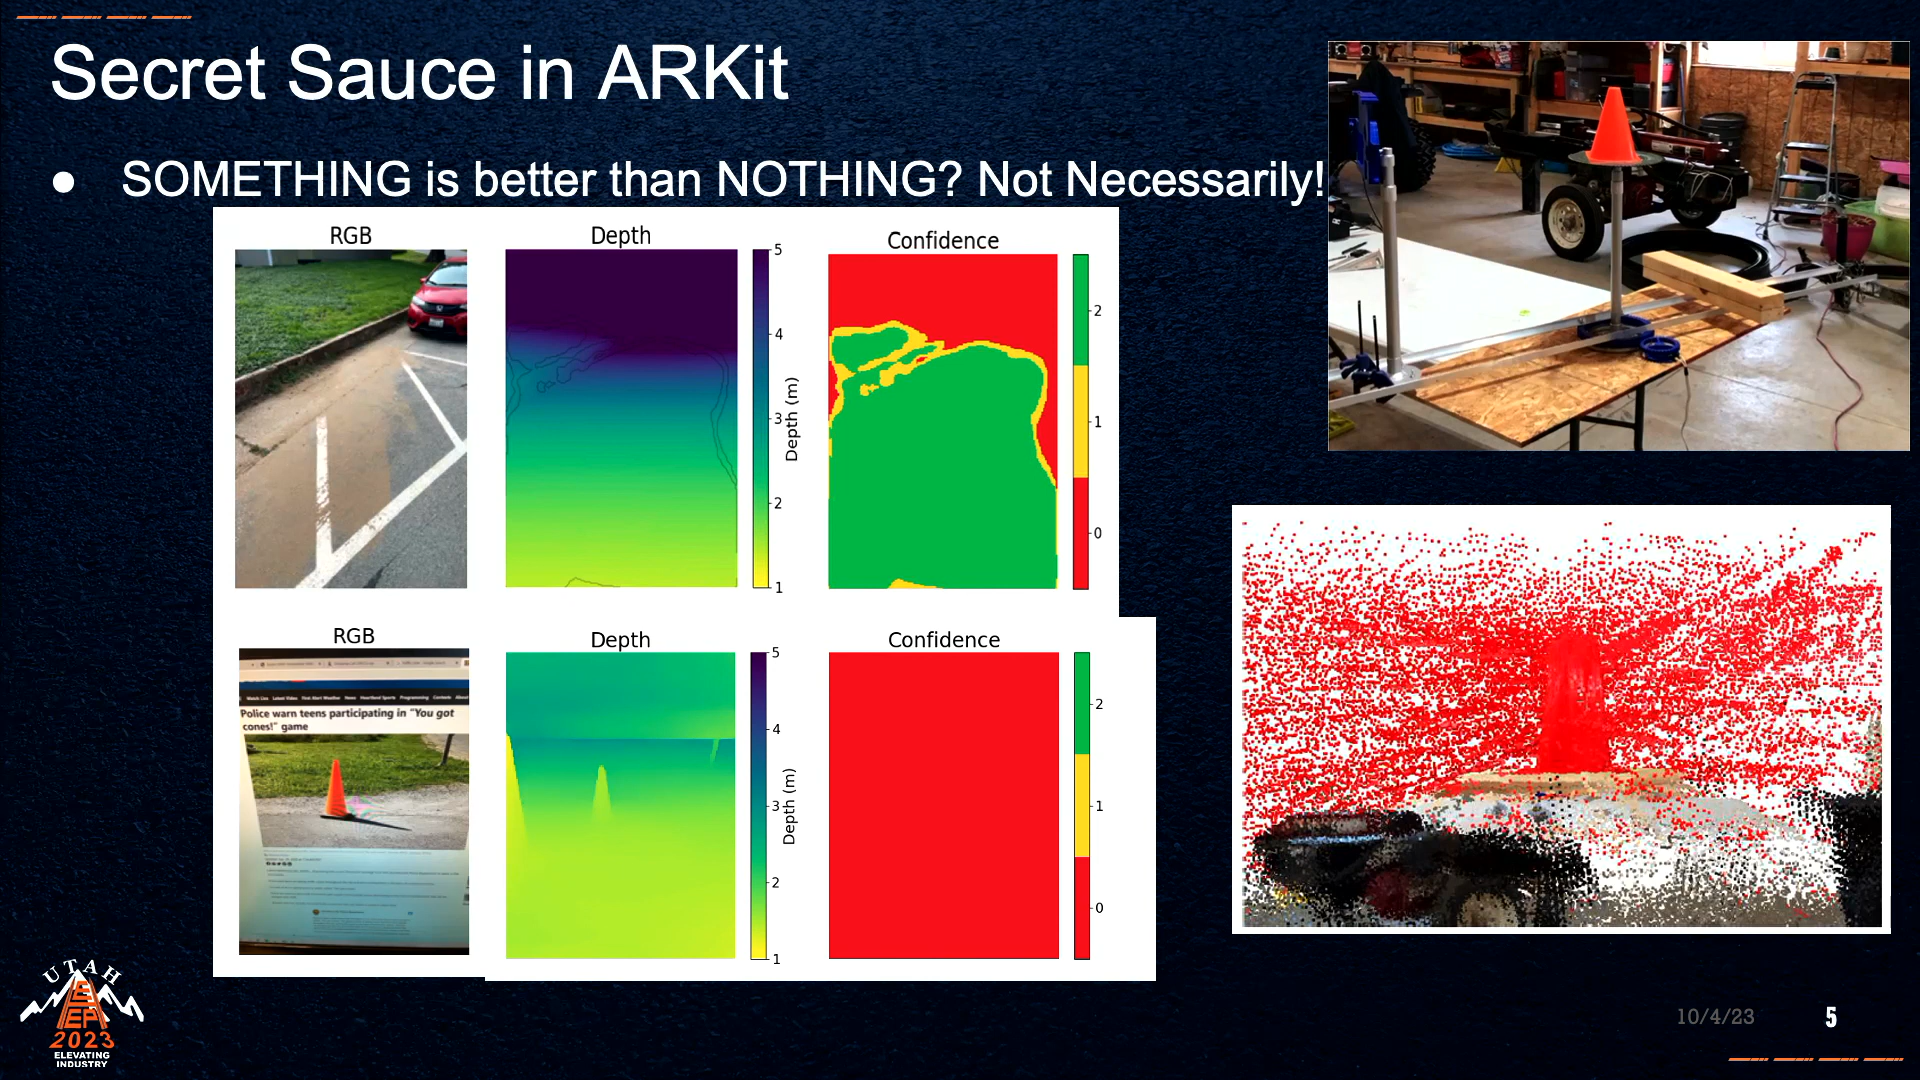 Secret Sauce in ARKit
● SOMETHING is better than NOTHING? Not Necessarily!
RGB
Depth
Confidence
5
4
3
2
1
Depth (m)
2
1
0
RGB
Depth
Confidence
Police warn teens participating in "You got
cones!" game
5
4
3
2
1
Depth (m)
2
1
0
UTAH
2023
ELEVATING
INDUSTRY
10/4/23
5